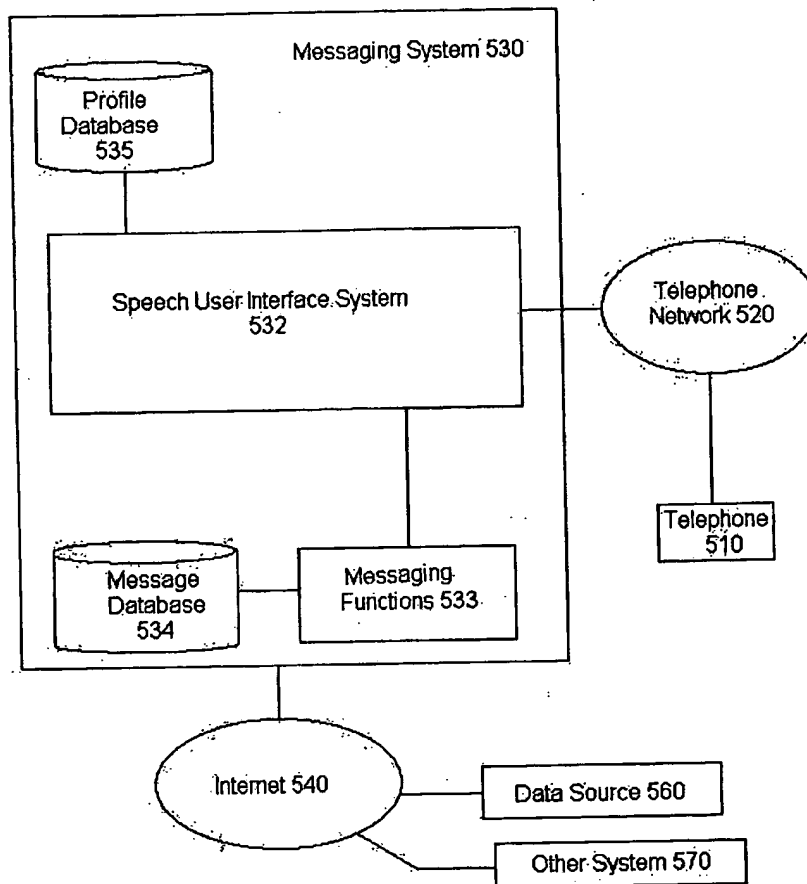 Messaging System 530
Profile
Database
535
Speech User Interface System
532
Telephone
Network 520
Telephone
510
Message
Database
534
Messaging
Functions 533
Internet 540
Data Source 560
Other System 570